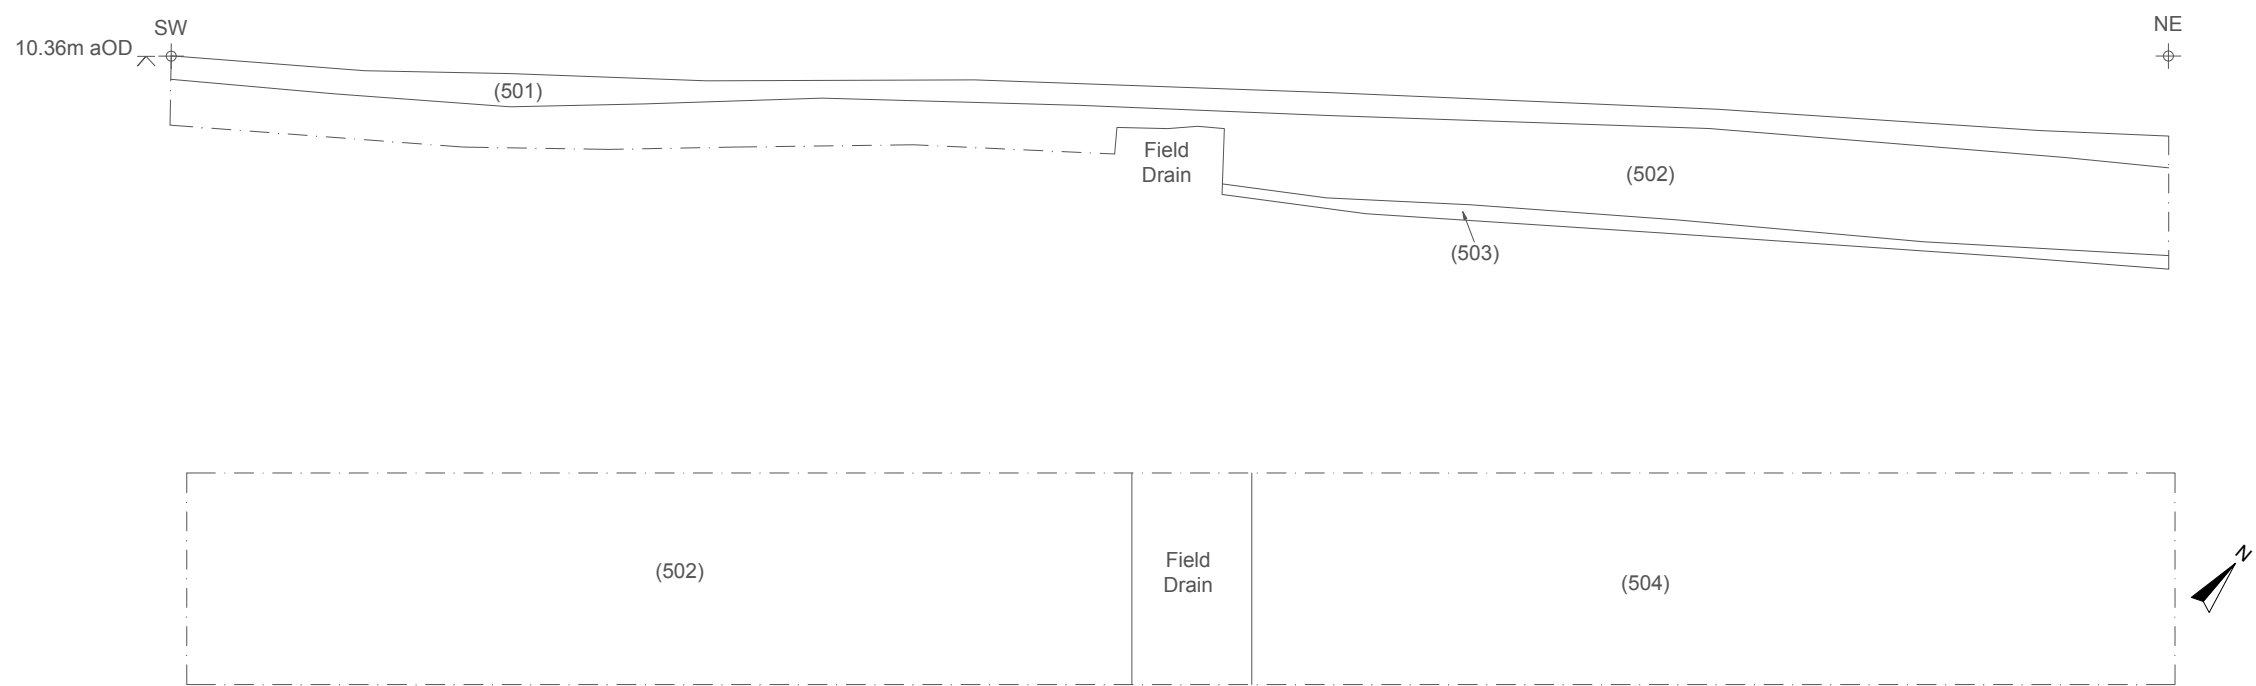 SW
NE
10.36m aOD
(501)
Field
Drain
(502)
(503)
(502)
Field
Drain
(504)
N